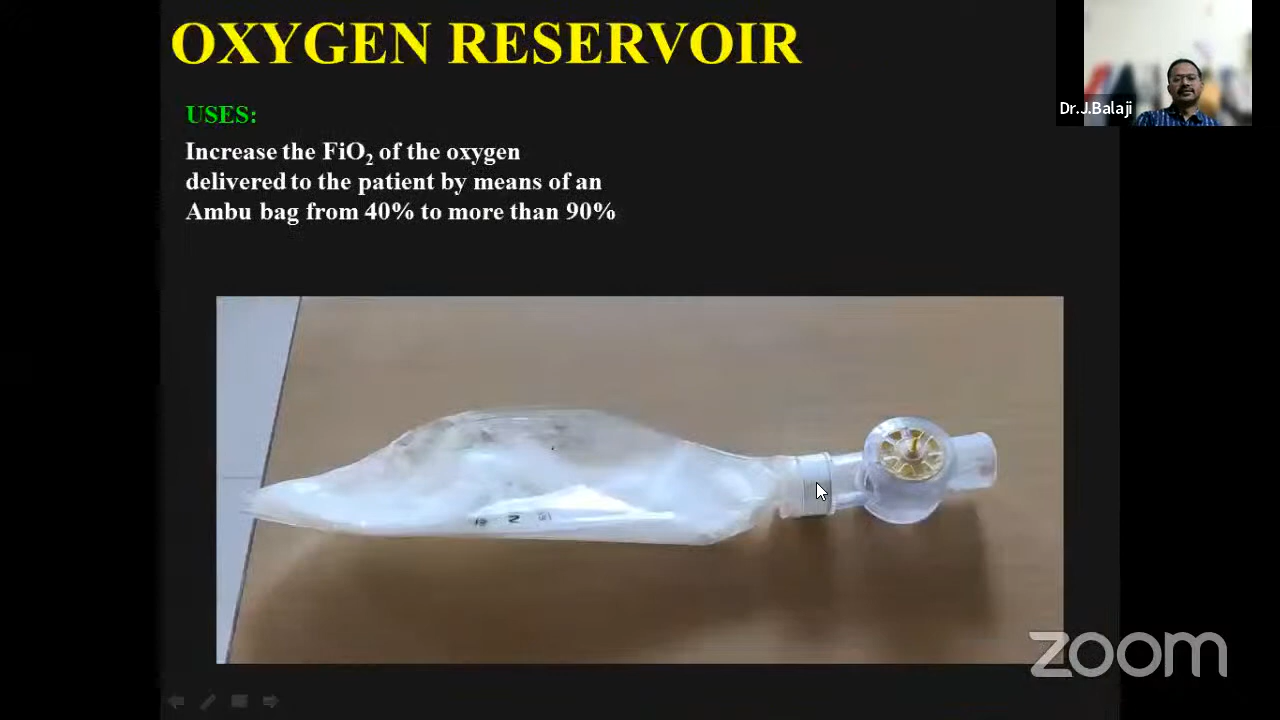 OXYGEN RESERVOIR
USES:
Increase the FiO₂ of the oxygen
delivered to the patient by means of an
Ambu bag from 40% to more than 90%
Dr.J.Balaji
zoom